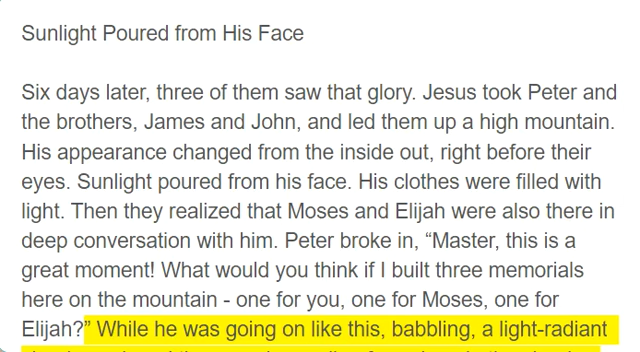 Sunlight Poured from His Face
Six days later, three of them saw that glory. Jesus took Peter and
the brothers, James and John, and led them up a high mountain.
His appearance changed from the inside out, right before their
eyes. Sunlight poured from his face. His clothes were filled with
light. Then they realized that Moses and Elijah were also there in
deep conversation with him. Peter broke in, “Master, this is a
great moment! What would you think if I built three memorials
here on the mountain - one for you, one for Moses, one for
Elijah?” While he was going on like this, babbling, a light-radiant